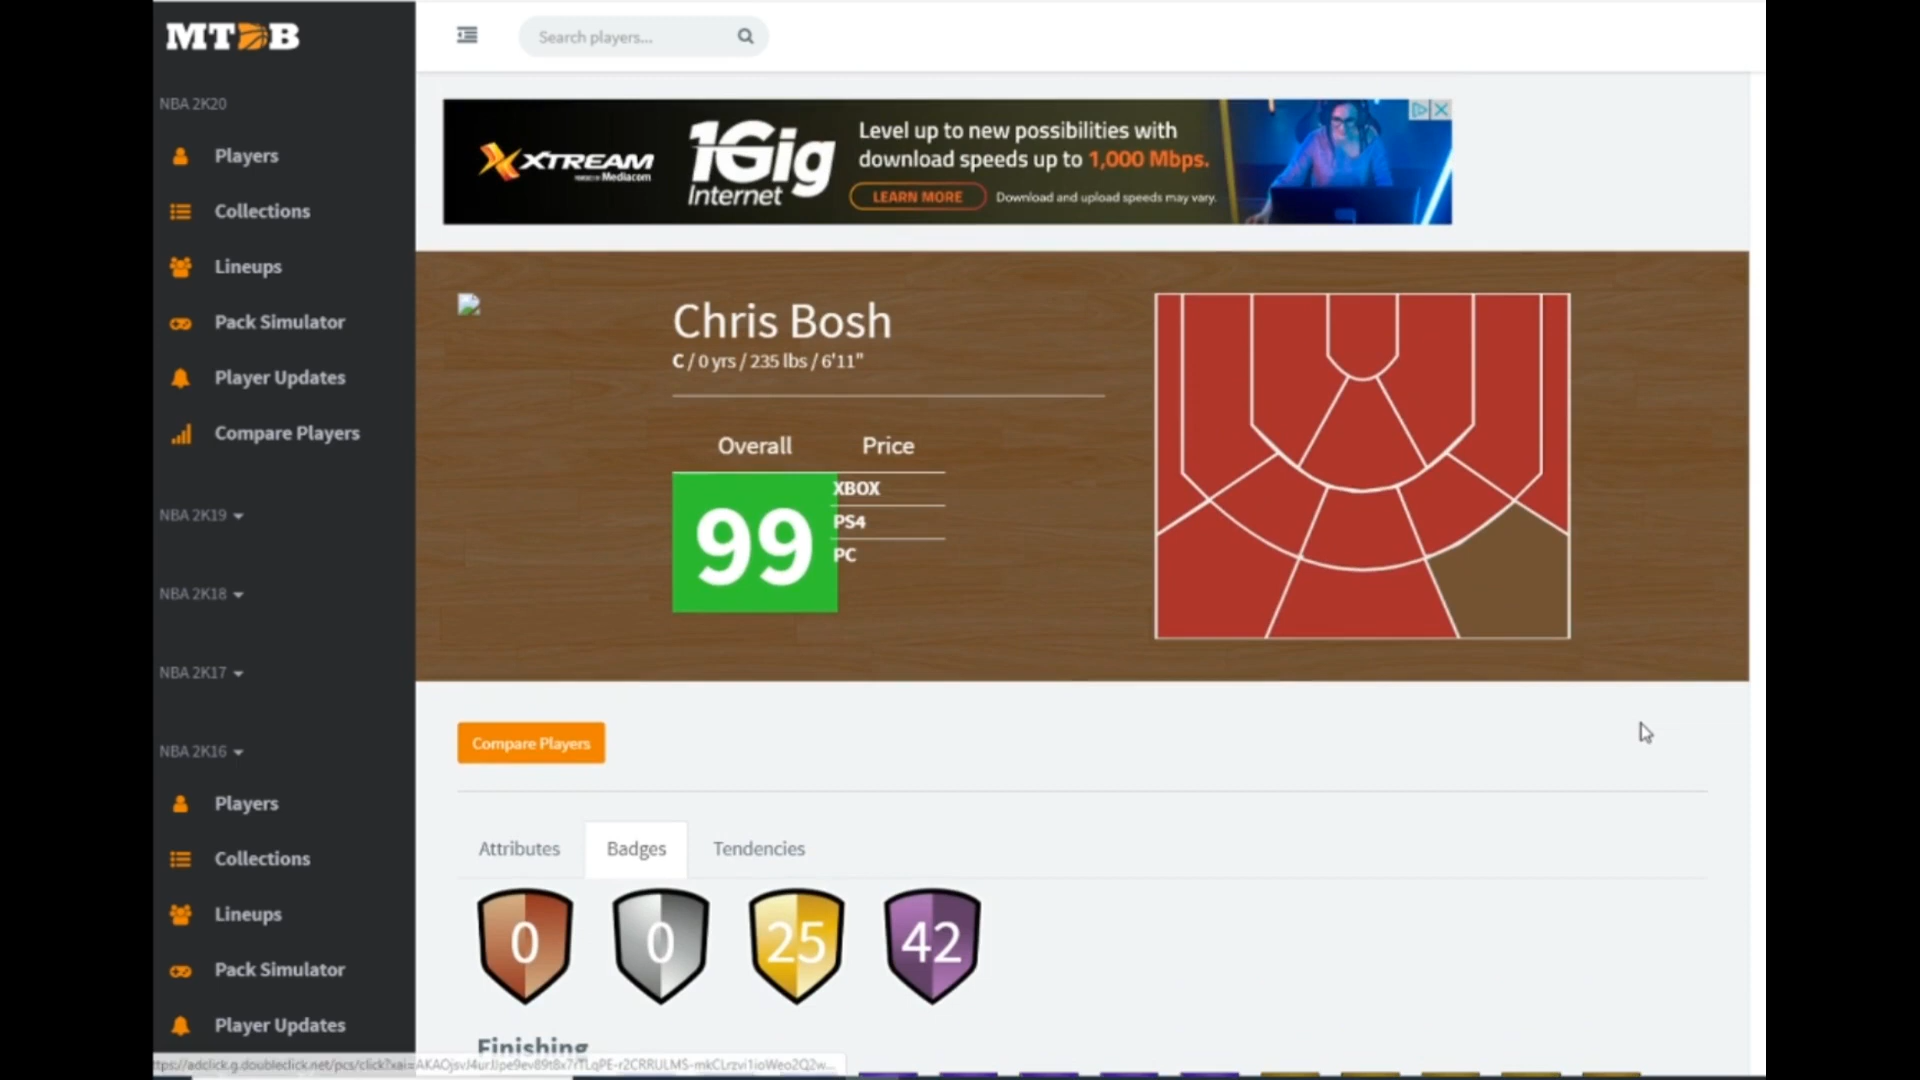 MTDB
Search players...
NBA 2K20
Players
Collections
Lineups
Pack Simulator
Player Updates
Compare Players
NBA 2K19
NBA 2K18
NBA 2K17
NBA 2K16
Players
Collections
Lineups
Pack Simulator
Player Updates
XTREAM
POWERED BY Mediacom
1Gig
Internet
Level up to new possibilities with
download speeds up to 1,000 Mbps.
LEARN MORE Download and upload speeds may vary.
Chris Bosh
C / 0 yrs / 235 lbs / 6'11"
Overall Price
99
XBOX
PS4
PC
Compare Players
Attributes Badges Tendencies
0 0 25 42
Finishing